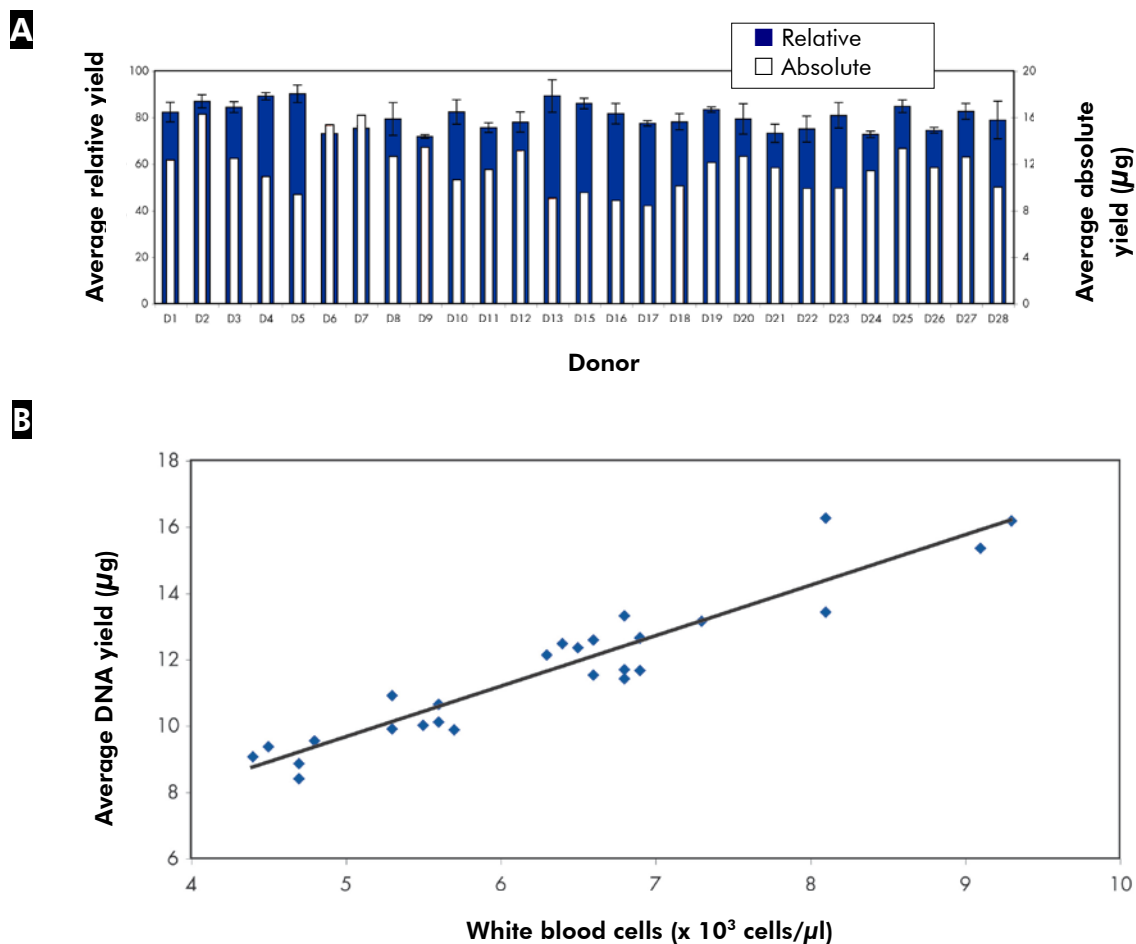 A
Relative
Absolute
Average relative yield
100
80
60
40
20
0
20
16
12
8
4
0
Average absolute
yield (µg)
D1 D2 D3 D4 D5 D6 D7 D8 D9 D10 D11 D12 D13 D15 D16 D17 D18 D19 D20 D21 D22 D23 D24 D25 D26 D27 D28
Donor
B
Average DNA yield (µg)
18
16
14
12
10
8
6
4 5 6 7 8 9 10
White blood cells (x 10³ cells/µl)